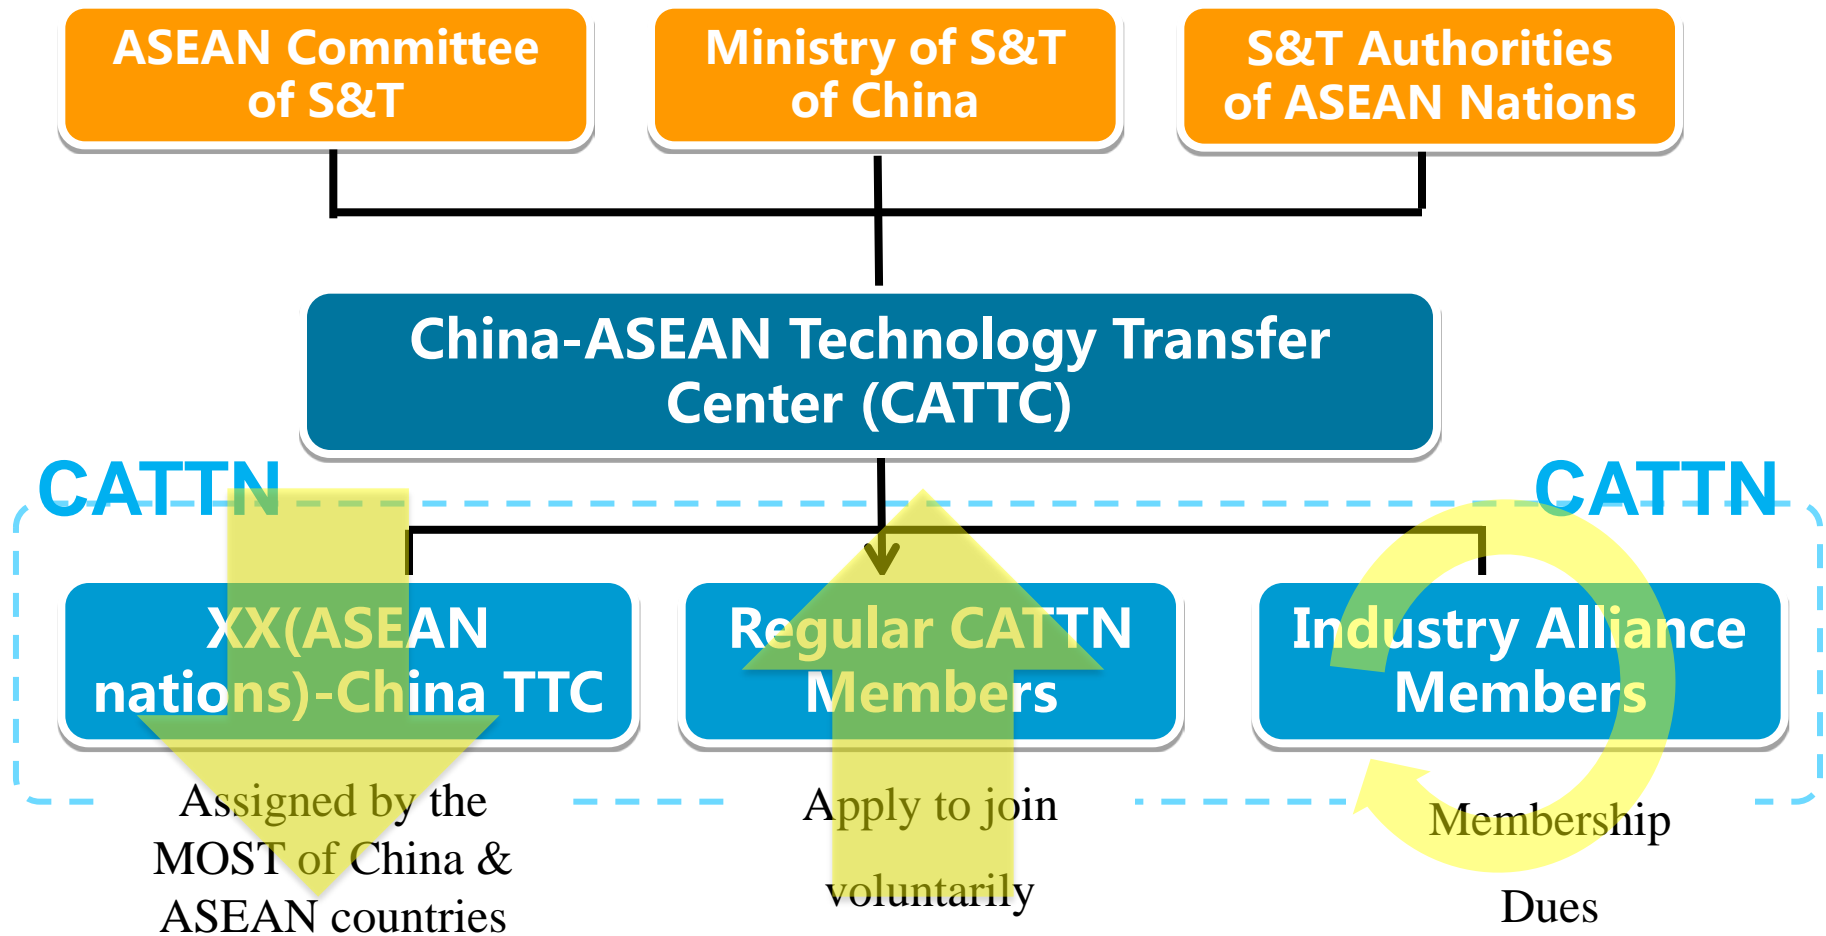 ASEAN Committee
of S&T
Ministry of S&T
of China
S&T Authorities
of ASEAN Nations
China-ASEAN Technology Transfer
Center (CATTC)
CATTN
CATTN
XX(ASEAN
nations)-China TTC
Regular CATTN
Members
Industry Alliance
Members
Assigned by the
MOST of China &
ASEAN countries
Apply to join
voluntarily
Membership
Dues